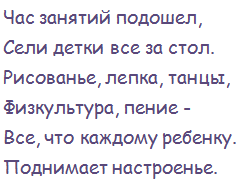 Час занятий подошел,
Сели детки все за стол.
Рисованье, лепка, танцы,
Физкультура, пение -
Все, что каждому ребенку.
Поднимает настроенье.